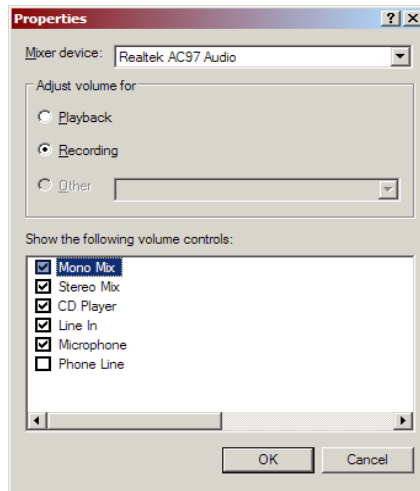 Properties
Mixer device: Realtek AC97 Audio
Adjust volume for
Playback
Recording
Other
Show the following volume controls:
Mono Mix
Stereo Mix
CD Player
Line In
Microphone
Phone Line
OK Cancel